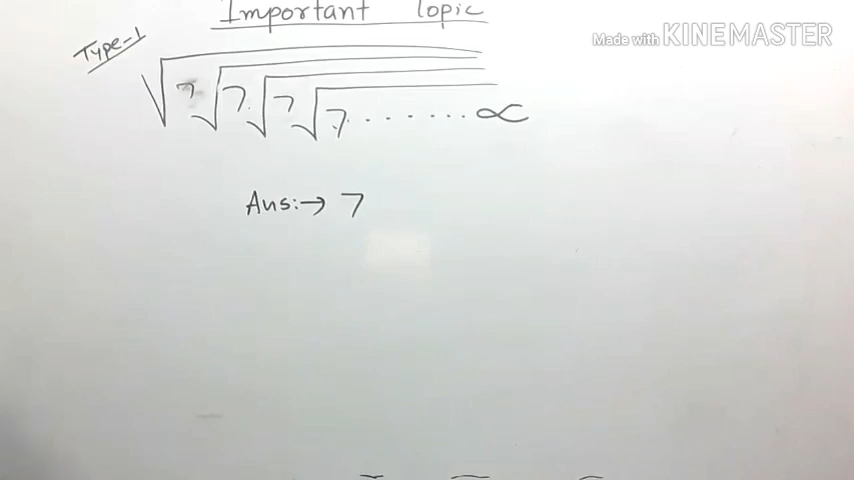 Important Topic
Made with KINEMASTER
Type-1
√7√7√7√7.......∝
Ans:→ 7